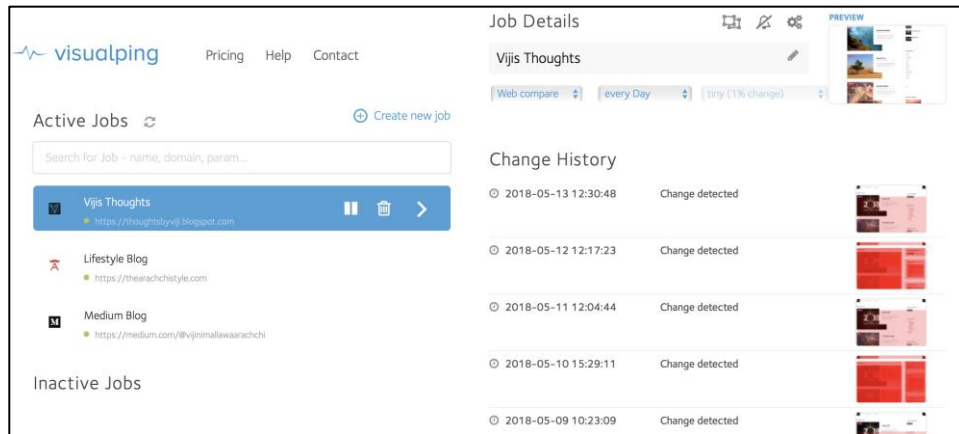 visualping
Pricing Help Contact
Active Jobs
Create new job
Search for Job - name, domain, param...
Vijis Thoughts
https://thoughtsbyviji.blogspot.com
Lifestyle Blog
https://thearachchistyle.com
M
Medium Blog
https://medium.com/@vijinimallawaarachchi
Inactive Jobs
Job Details
PREVIEW
Vijis Thoughts
Web compare every Day tiny (1% change)
Change History
2018-05-13 12:30:48 Change detected
2018-05-12 12:17:23 Change detected
2018-05-11 12:04:44 Change detected
2018-05-10 15:29:11 Change detected
2018-05-09 10:23:09 Change detected